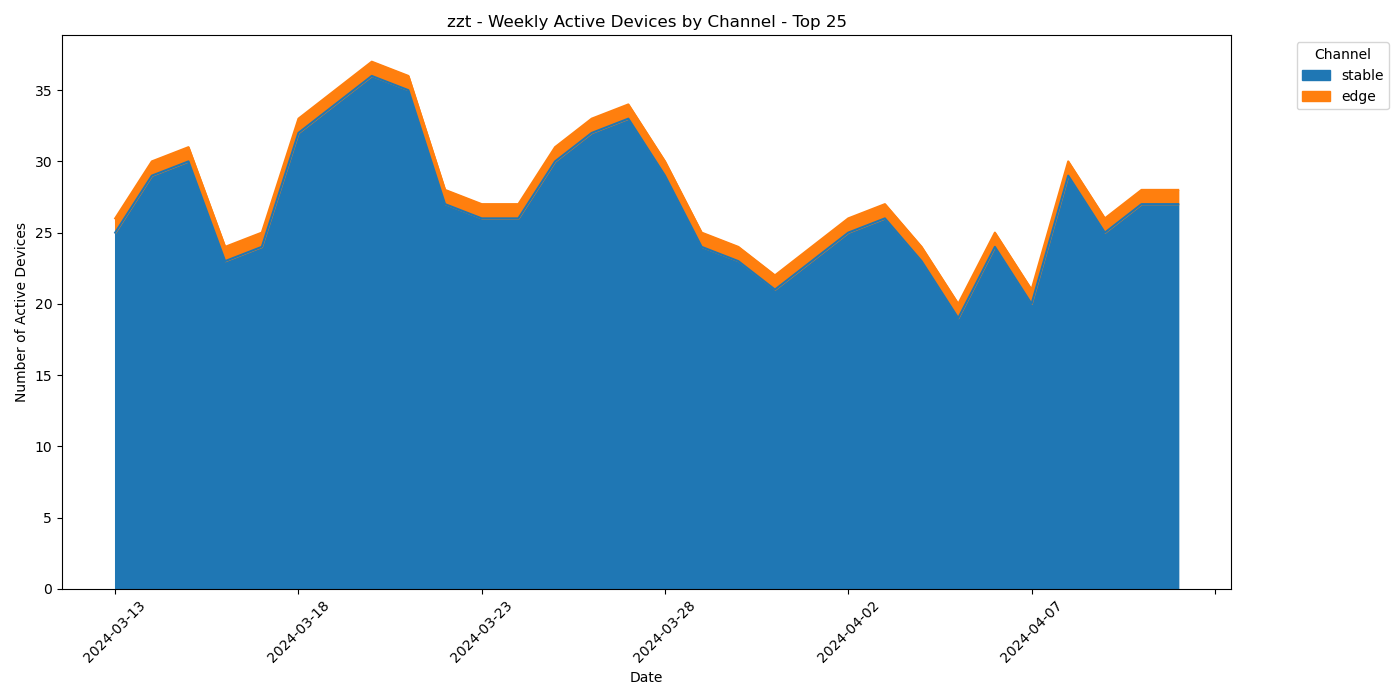 zzt - Weekly Active Devices by Channel - Top 25
Channel
stable
edge
Number of Active Devices
35
30
25
20
15
10
5
0
2024-03-13
2024-03-18
2024-03-23
2024-03-28
2024-04-02
2024-04-07
Date